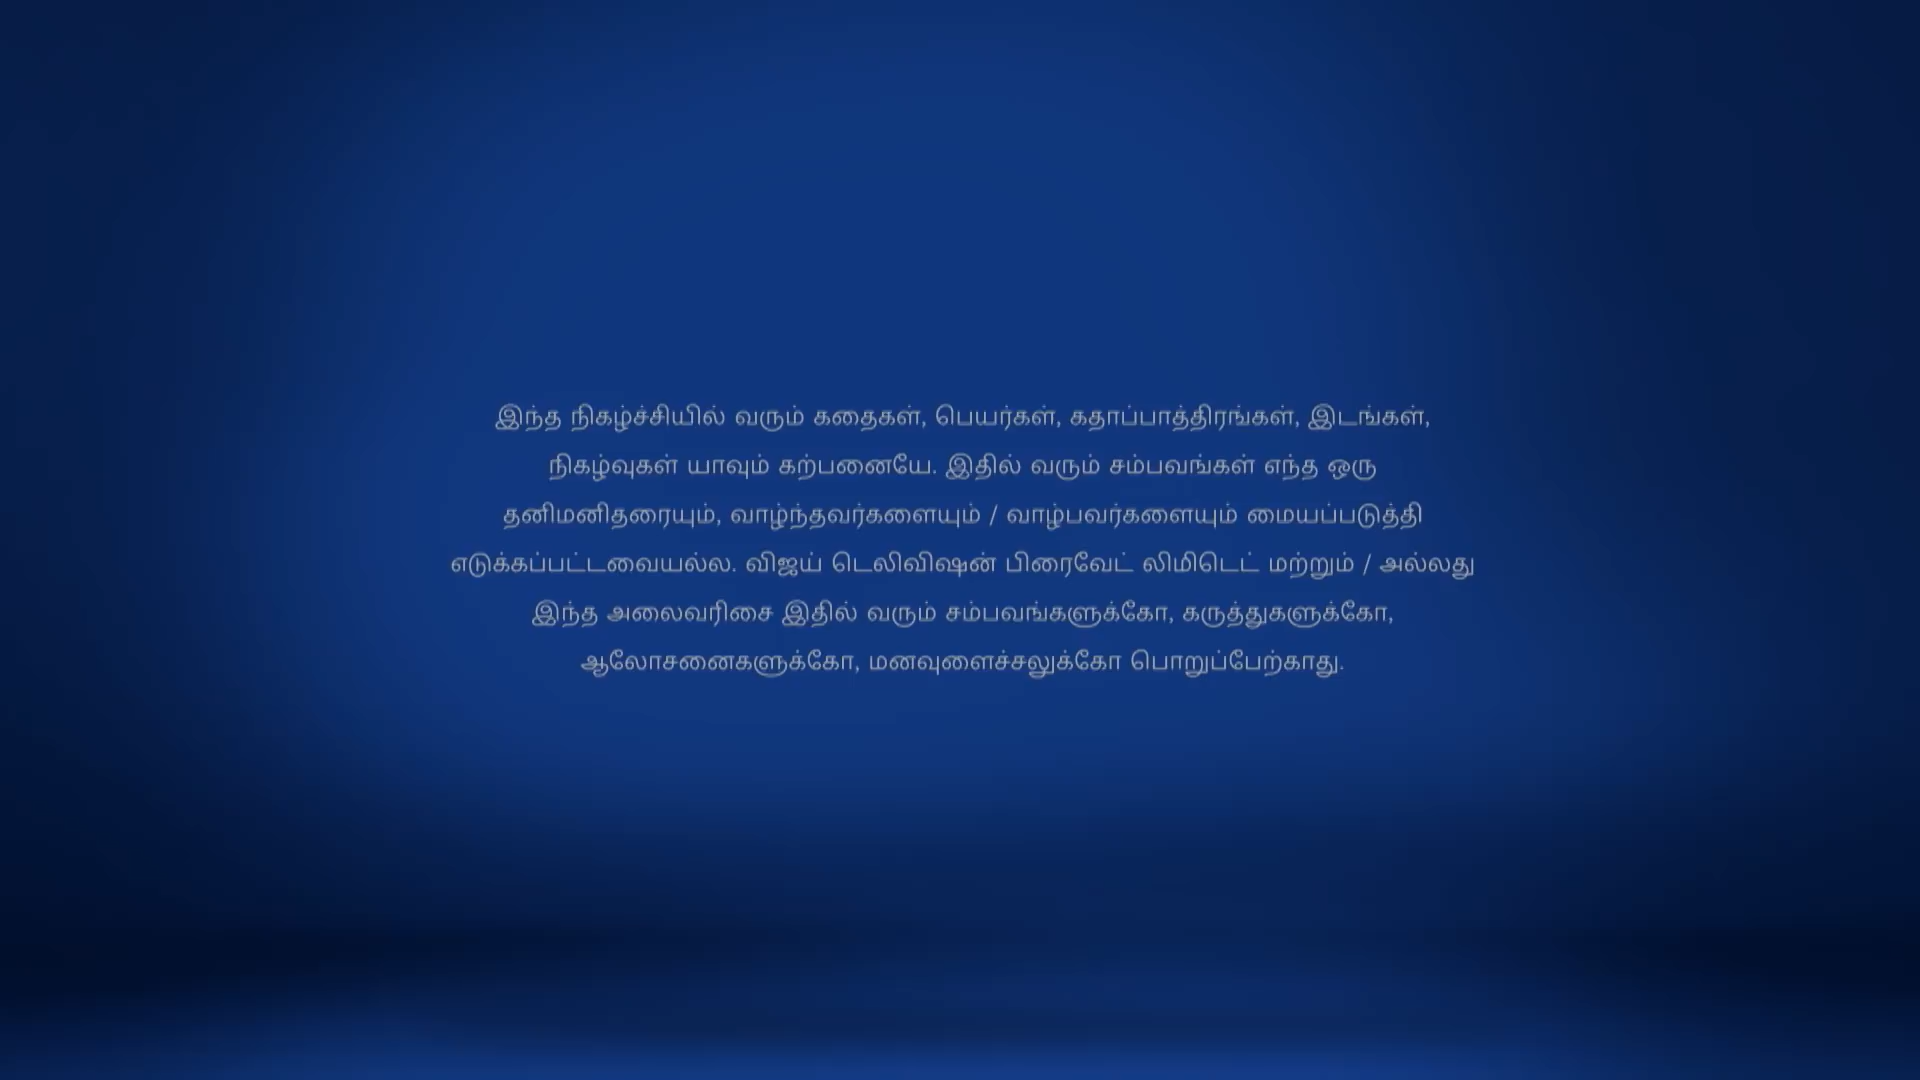 இந்த நிகழ்ச்சியில் வரும் கதைகள், பெயர்கள், கதாப்பாத்திரங்கள், இடங்கள்,
நிகழ்வுகள் யாவும் கற்பனையே. இதில் வரும் சம்பவங்கள் எந்த ஒரு
தனிமனிதரையும், வாழ்ந்தவர்களையும் / வாழ்பவர்களையும் மையப்படுத்தி
எடுக்கப்பட்டவையல்ல. விஜய் டெலிவிஷன் பிரைவேட் லிமிடெட் மற்றும் / அல்லது
இந்த அலைவரிசை இதில் வரும் சம்பவங்களுக்கோ, கருத்துகளுக்கோ,
ஆலோசனைகளுக்கோ, மனவுளைச்சலுக்கோ பொறுப்பேற்காது.